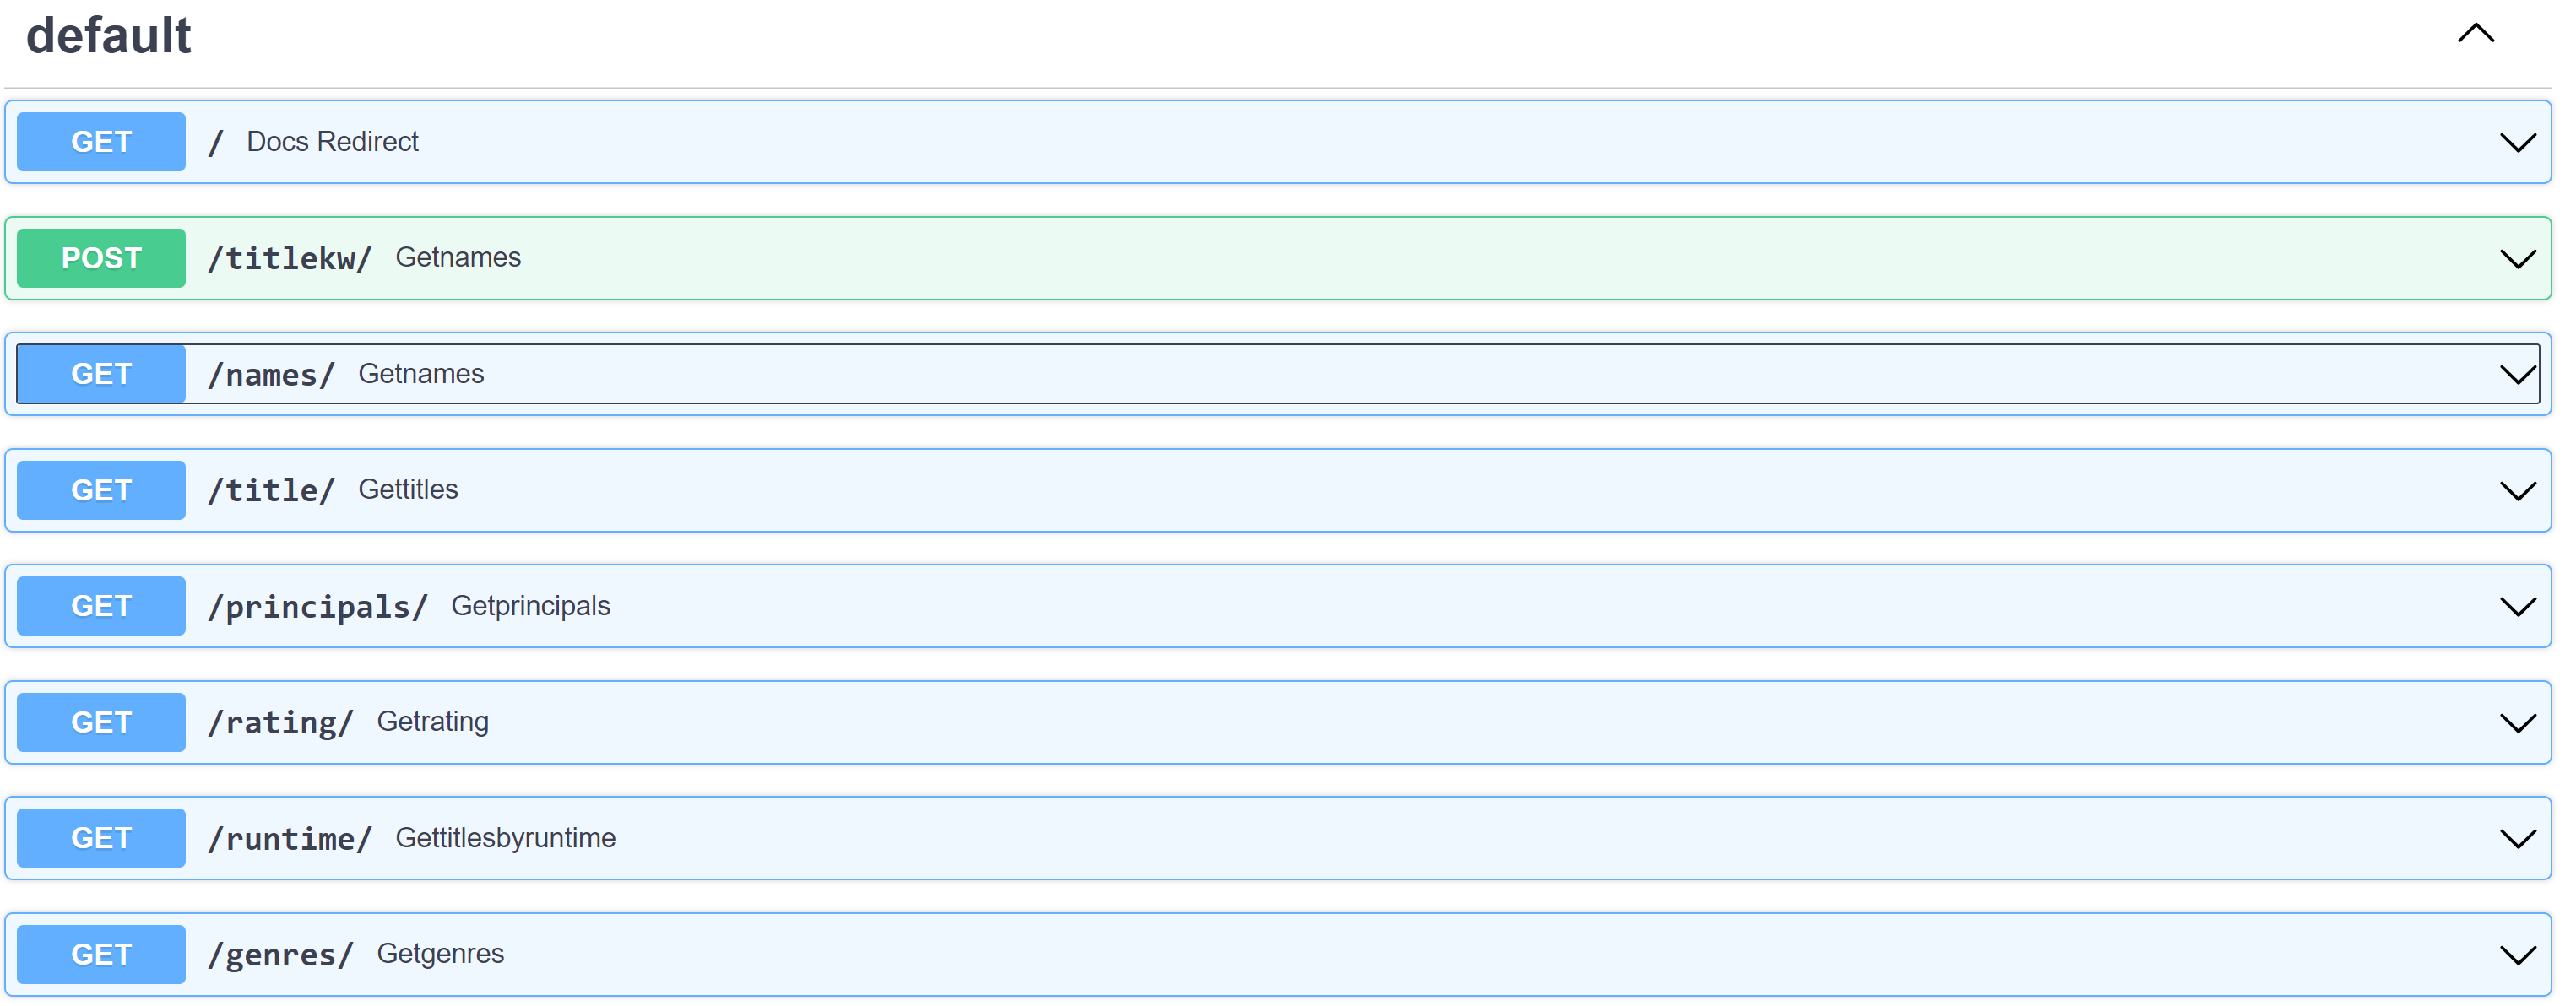 default
GET / Docs Redirect
POST /titlekw/ Getnames
GET /names/ Getnames
GET /title/ Gettitles
GET /principals/ Getprincipals
GET /rating/ Getrating
GET /runtime/ Gettitlesbyruntime
GET /genres/ Getgenres